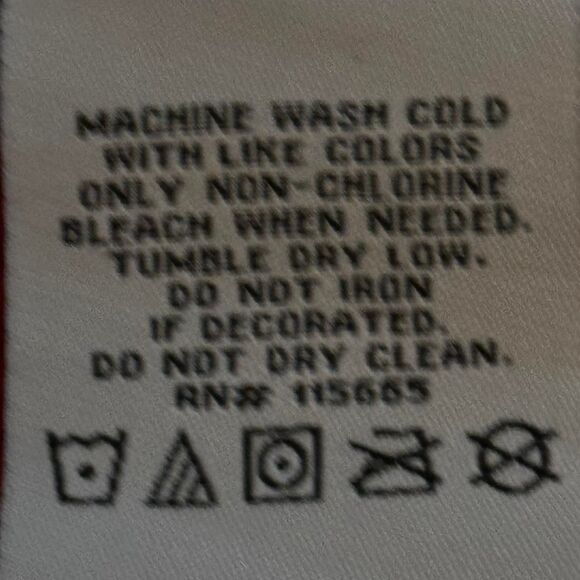 MACHINE WASH COLD
WITH LIKE COLORS
ONLY NON-CHLORINE
BLEACH WHEN NEEDED.
TUMBLE DRY LOW.
DO NOT IRON
IF DECORATED.
DO NOT DRY CLEAN.
RN# 115665